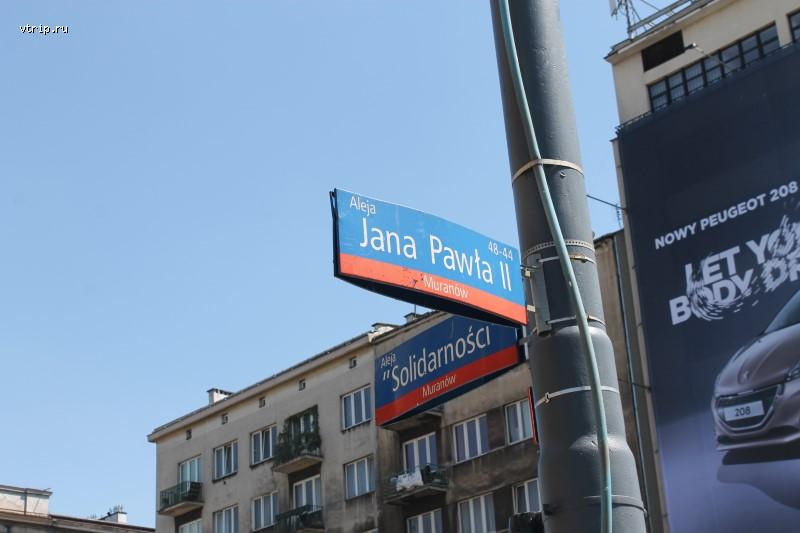 vtrip.ru
Aleja
Jana Pawła II
48-44
Muranów
Aleja
"Solidarności
Muranów
NOWY PEUGEOT 208
LET YO
BODY DR
208